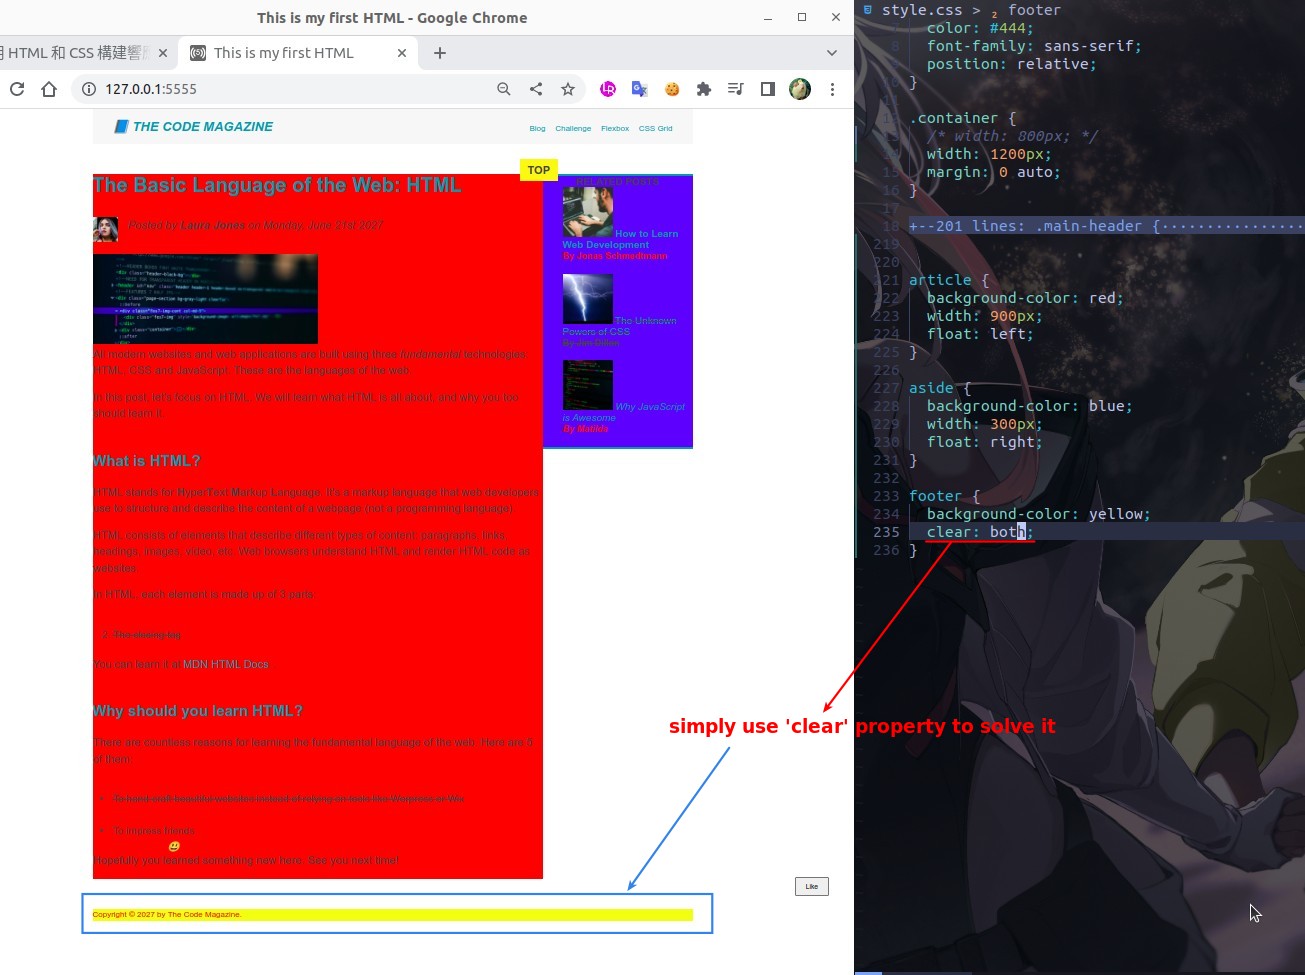 This is my first HTML - Google Chrome
HTML 和 CSS 構建響應
This is my first HTML
127.0.0.1:5555
THE CODE MAGAZINE
Blog Challenge Flexbox CSS Grid
TOP
The Basic Language of the Web: HTML
Posted by Laura Jones on Monday, June 21st 2027
All modern websites and web applications are built using three fundamental technologies:
HTML, CSS and JavaScript. These are the languages of the web.
In this post, let's focus on HTML. We will learn what HTML is all about, and why you too
should learn it.
What is HTML?
HTML stands for HyperText Markup Language. It's a markup language that web developers
use to structure and describe the content of a webpage (not a programming language).
HTML consists of elements that describe different types of content: paragraphs, links,
headings, images, video, etc. Web browsers understand HTML and render HTML code as
websites.
In HTML, each element is made up of 3 parts:
2. The closing tag
You can learn it at MDN HTML Docs
Why should you learn HTML?
There are countless reasons for learning the fundamental language of the web. Here are 5
of them:
To impress friends
😃
Hopefully you learned something new here. See you next time!
RELATED POSTS
How to Learn
Web Development
By Jonas Schmedtmann
The Unknown
Powers of CSS
By Jim Dillon
Why JavaScript
is Awesome
By Matilda
Like
Copyright © 2027 by The Code Magazine.
style.css > footer
color: #444;
8 font-family: sans-serif;
position: relative;
}
.container {
/* width: 800px; */
width: 1200px;
15 margin: 0 auto;
16 }
17
18 +--201 lines: .main-header {················
219
220
221 article {
222 background-color: red;
223 width: 900px;
224 float: left;
225 }
226
227 aside {
228 background-color: blue;
229 width: 300px;
230 float: right;
231 }
232
233 footer {
234 background-color: yellow;
235 clear: both;
236 }
simply use 'clear' property to solve it